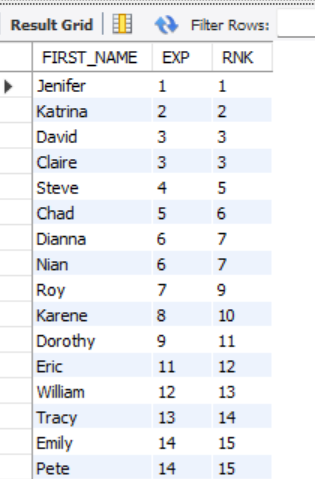 Result Grid Filter Rows:
FIRST_NAME EXP RNK
Jenifer 1 1
Katrina 2 2
David 3 3
Claire 3 3
Steve 4 5
Chad 5 6
Dianna 6 7
Nian 6 7
Roy 7 9
Karene 8 10
Dorothy 9 11
Eric 11 12
William 12 13
Tracy 13 14
Emily 14 15
Pete 14 15